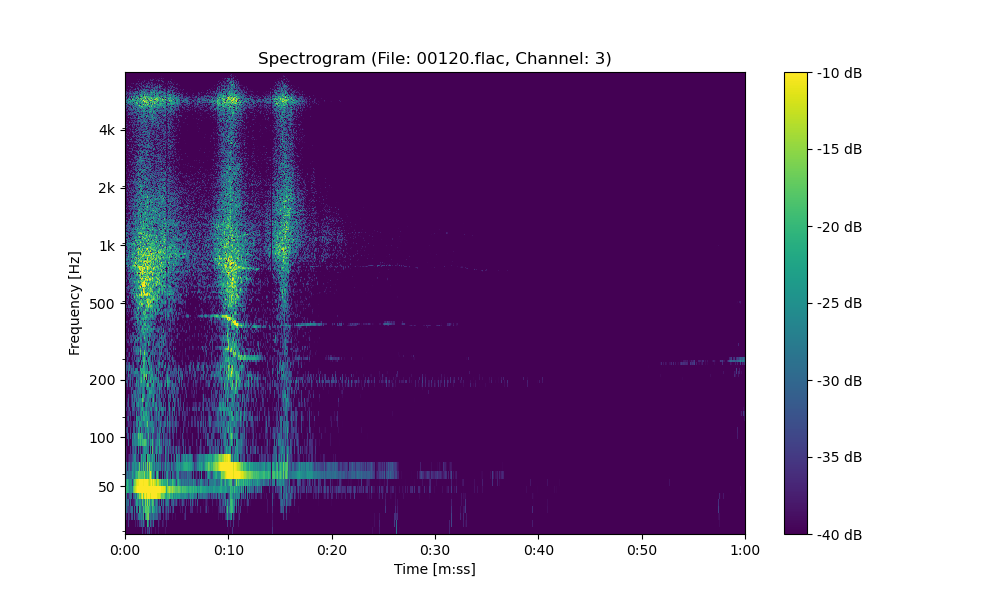 Spectrogram (File: 00120.flac, Channel: 3)
Frequency [Hz]
4k
2k
1k
500
200
100
50
0:00
0:10
0:20
0:30
0:40
0:50
1:00
Time [m:ss]
-10 dB
-15 dB
-20 dB
-25 dB
-30 dB
-35 dB
-40 dB